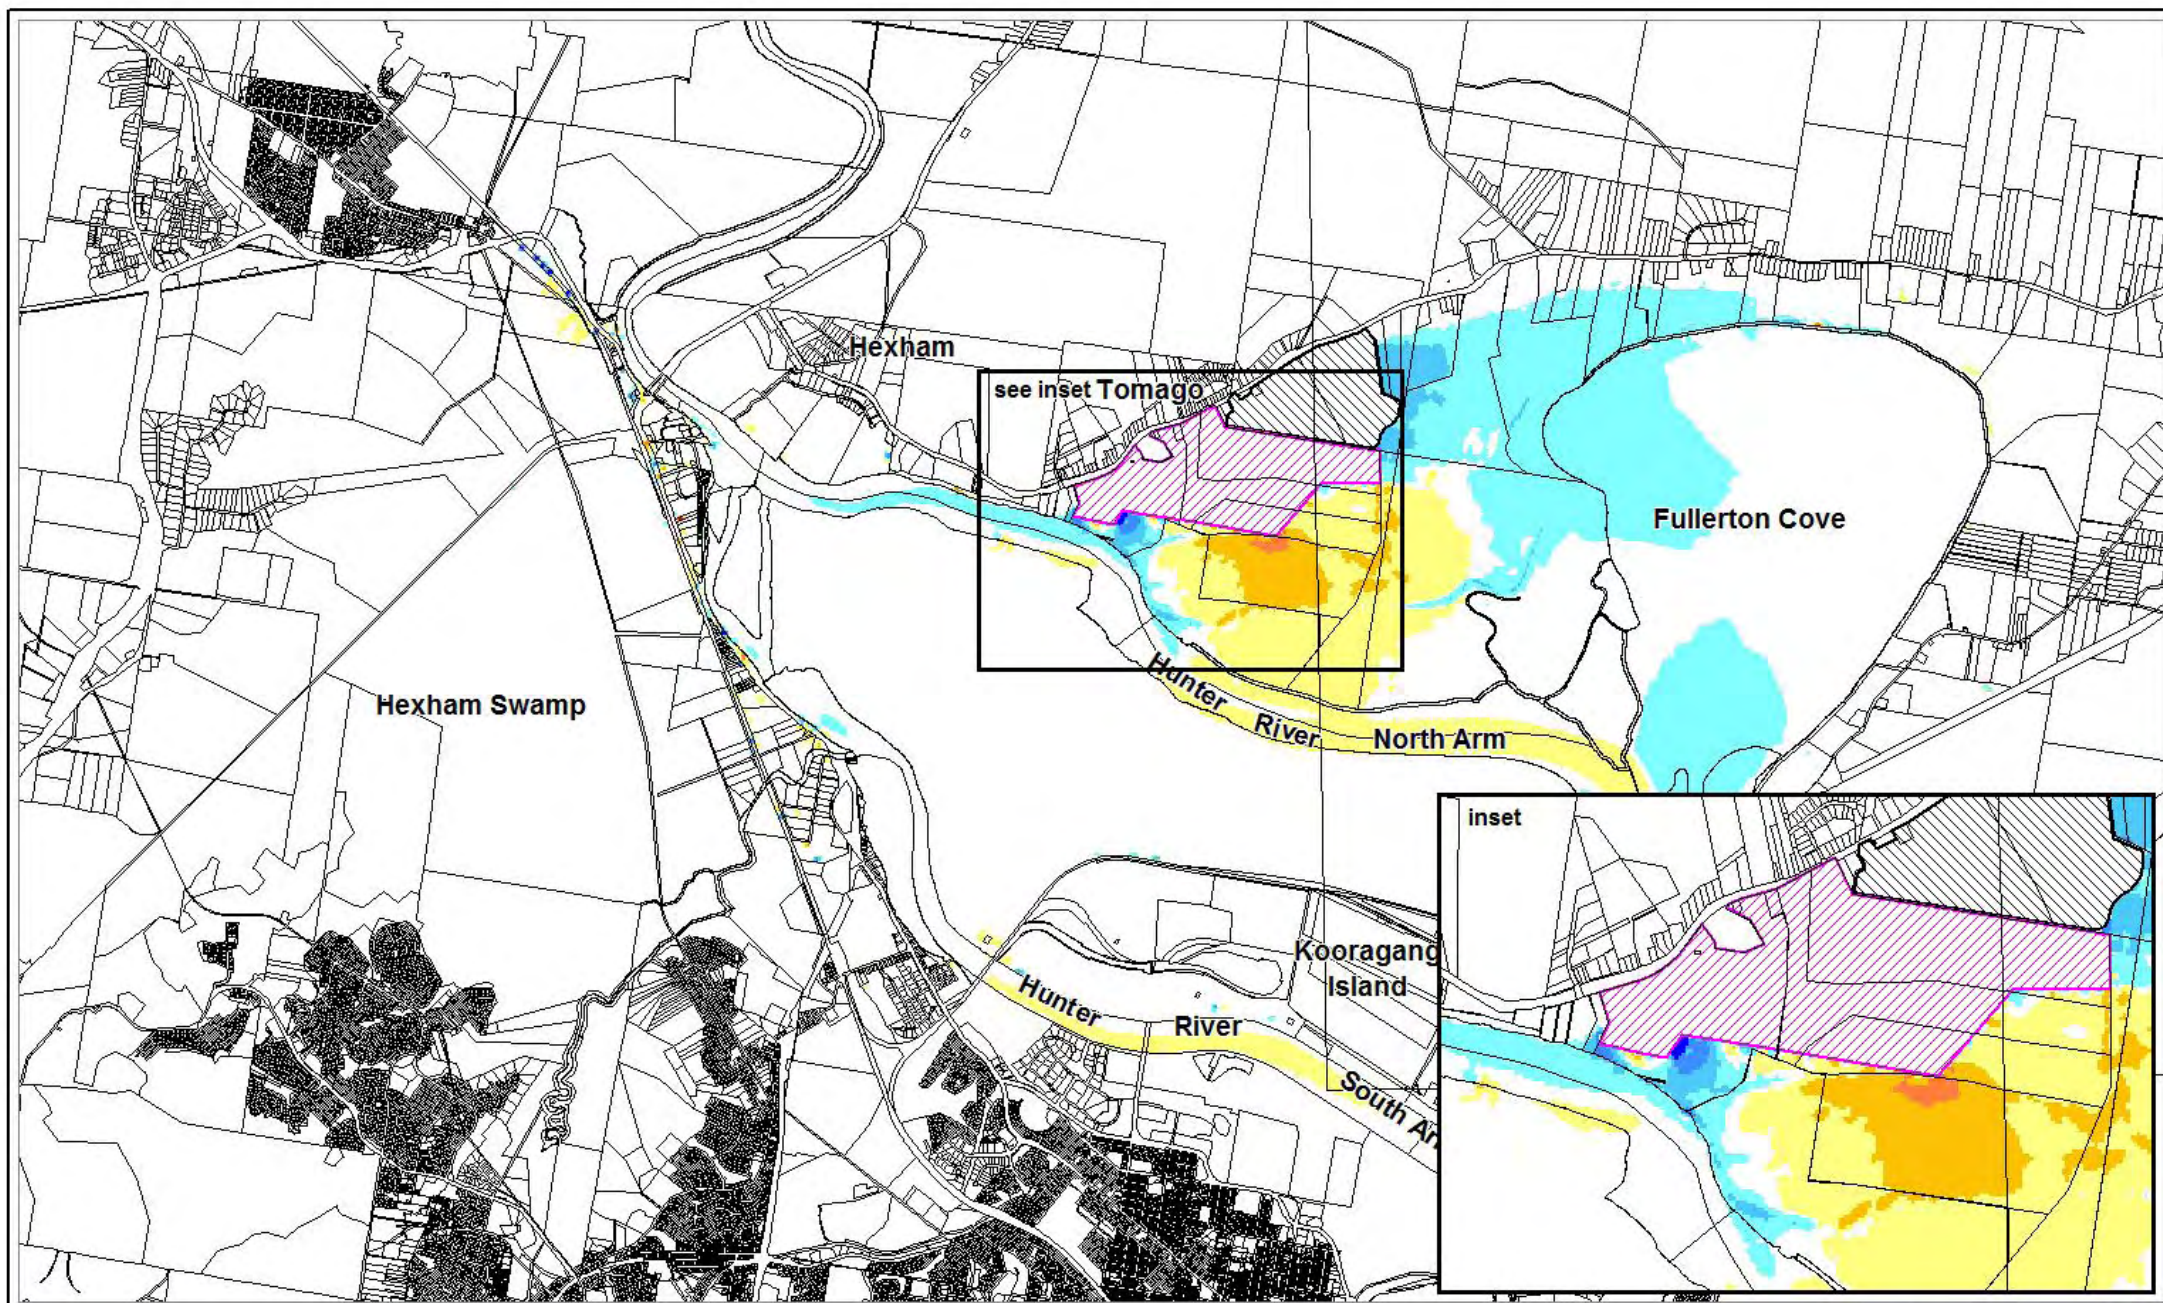 Hexham
see inset Tomago
Fullerton Cove
Hexham Swamp
Hunter River North Arm
inset
Kooragang
Island
Hunter River South Ar